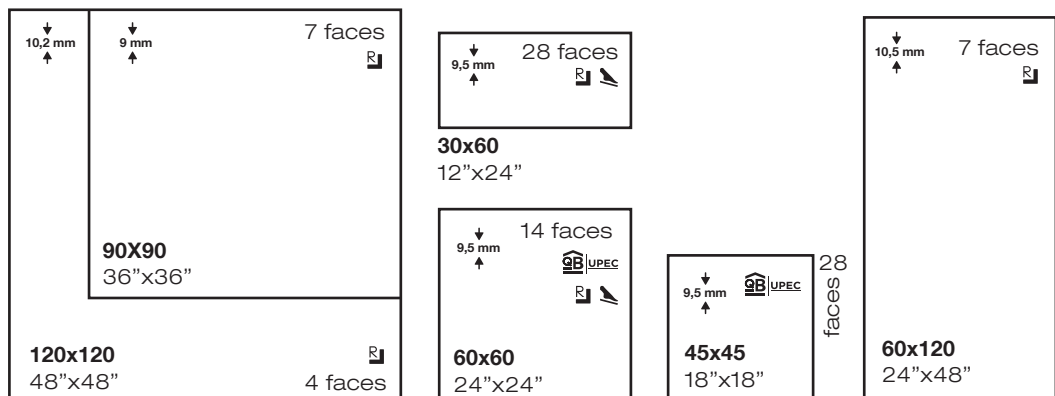 10,2 mm
9 mm
7 faces
R
90X90
36”x36”
120x120
48”x48”
R
4 faces
9,5 mm
28 faces
R
30x60
12”x24”
9,5 mm
14 faces
QB UPEC
R
60x60
24”x24”
9,5 mm
QB UPEC
28
faces
45x45
18”x18”
10,5 mm
7 faces
R
60x120
24”x48”